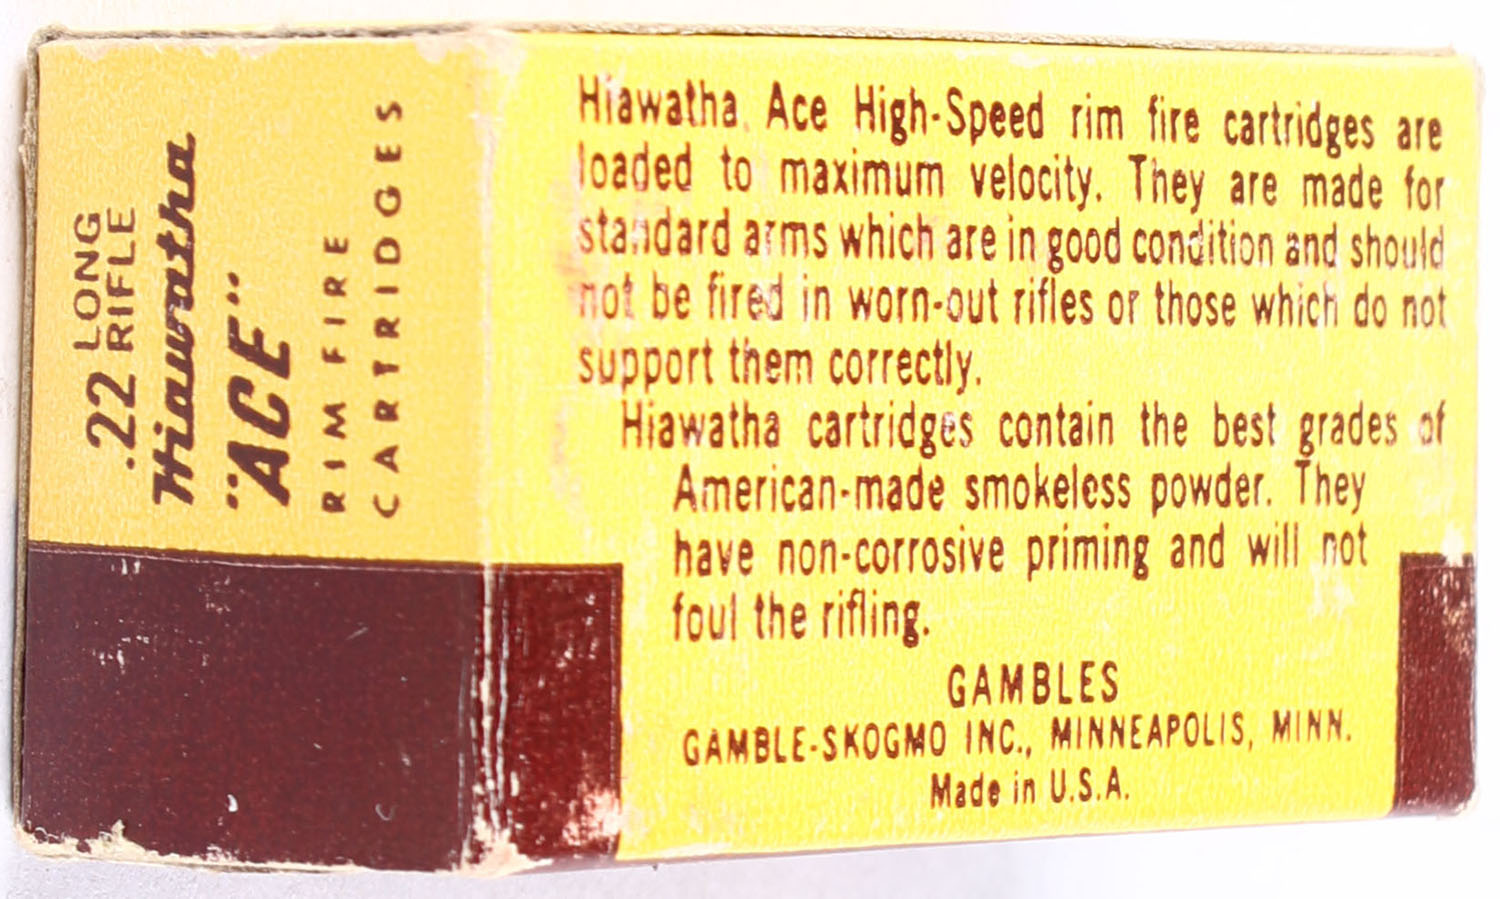 .22 LONG RIFLE
Hiawatha
"ACE"
RIM FIRE
CARTRIDGES
Hiawatha Ace High-Speed rim fire cartridges are
loaded to maximum velocity. They are made for
standard arms which are in good condition and should
not be fired in worn-out rifles or those which do not
support them correctly.
Hiawatha cartridges contain the best grades of
American-made smokeless powder. They
have non-corrosive priming and will not
foul the rifling.
GAMBLES
GAMBLE-SKOGMO INC., MINNEAPOLIS, MINN.
Made in U.S.A.